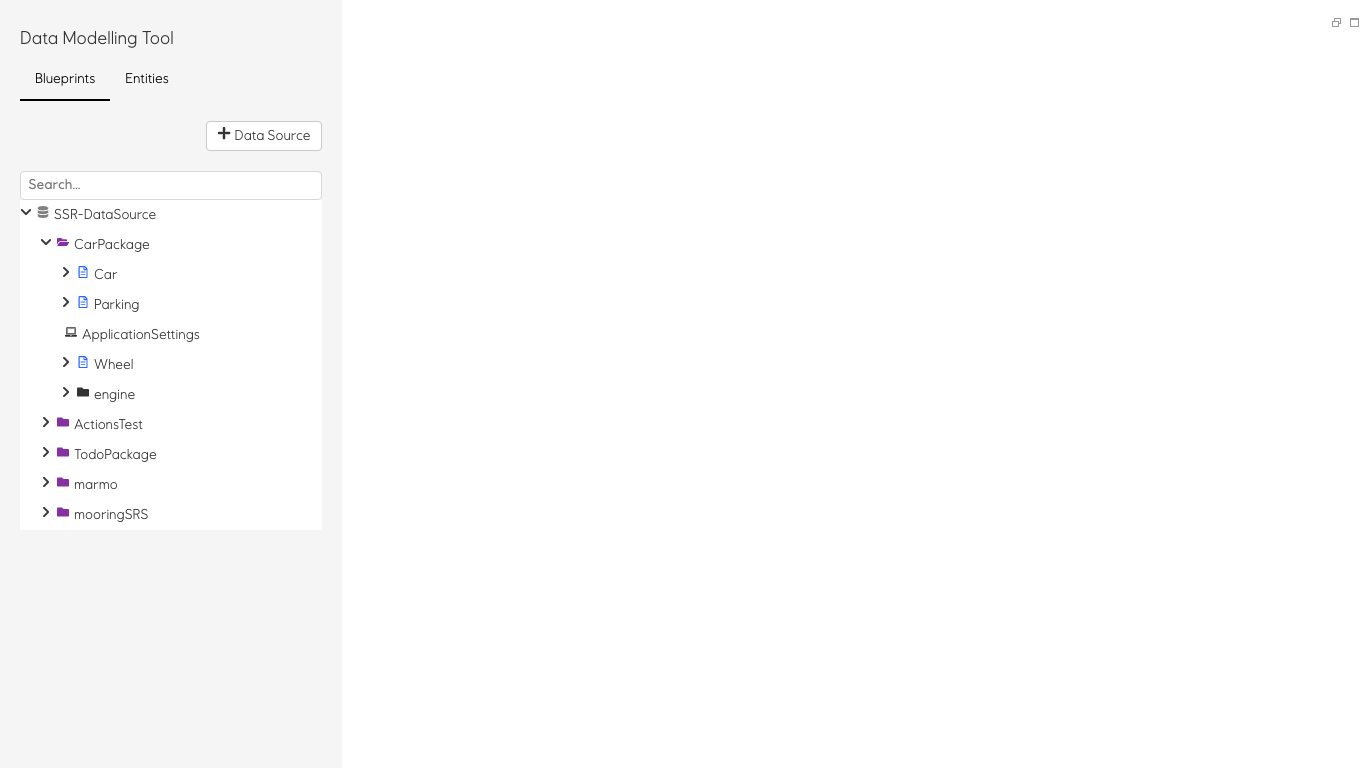 Data Modelling Tool
Blueprints Entities
Data Source
Search...
SSR-DataSource
CarPackage
Car
Parking
ApplicationSettings
Wheel
engine
ActionsTest
TodoPackage
marmo
mooringSRS